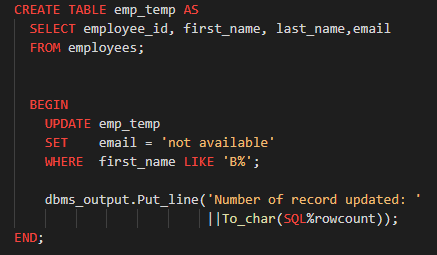 CREATE TABLE emp_temp AS
SELECT employee_id, first_name, last_name,email
FROM employees;
BEGIN
UPDATE emp_temp
SET email = 'not available'
WHERE first_name LIKE 'B%';
dbms_output.Put_line('Number of record updated: '
||To_char(SQL%rowcount));
END;